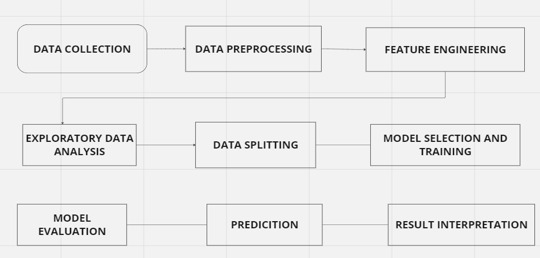 DATA COLLECTION
DATA PREPROCESSING
FEATURE ENGINEERING
EXPLORATORY DATA
ANALYSIS
DATA SPLITTING
MODEL SELECTION AND
TRAINING
MODEL
EVALUATION
PREDICITION
RESULT INTERPRETATION